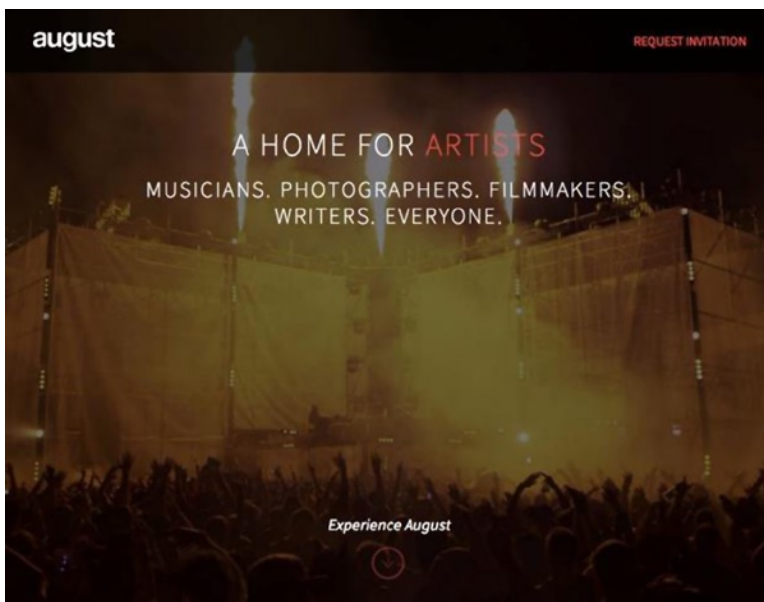 august
REQUEST INVITATION
A HOME FOR ARTISTS
MUSICIANS. PHOTOGRAPHERS. FILMMAKERS.
WRITERS. EVERYONE.
Experience August